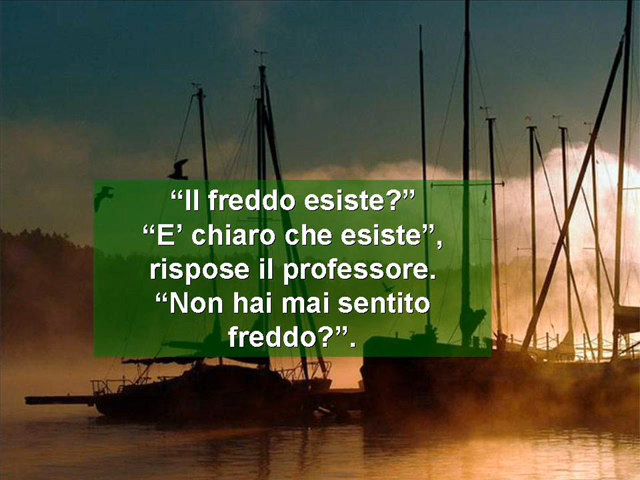 “Il freddo esiste?”
“E’ chiaro che esiste”,
rispose il professore.
“Non hai mai sentito
freddo?”.